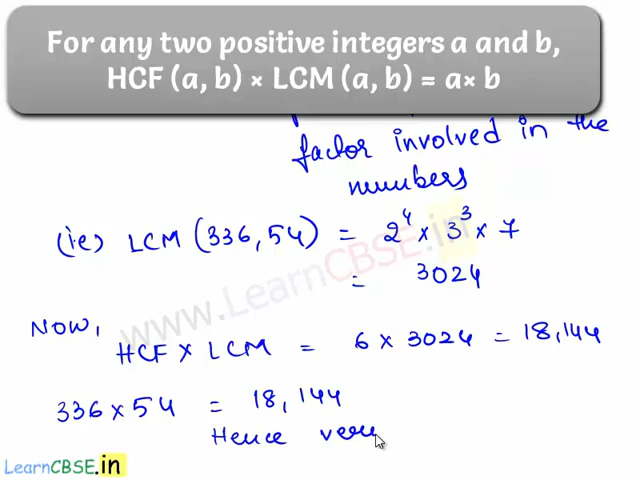 For any two positive integers a and b,
HCF (a, b) × LCM (a, b) = a× b
factor involved in the
numbers
(ie) LCM (336, 54) = 2⁴ × 3³ × 7
= 3024
www.LearnCBSE.in
Now,
HCF × LCM = 6 × 3024 = 18,144
336 × 54 = 18,144
Hence veru
LearnCBSE.in